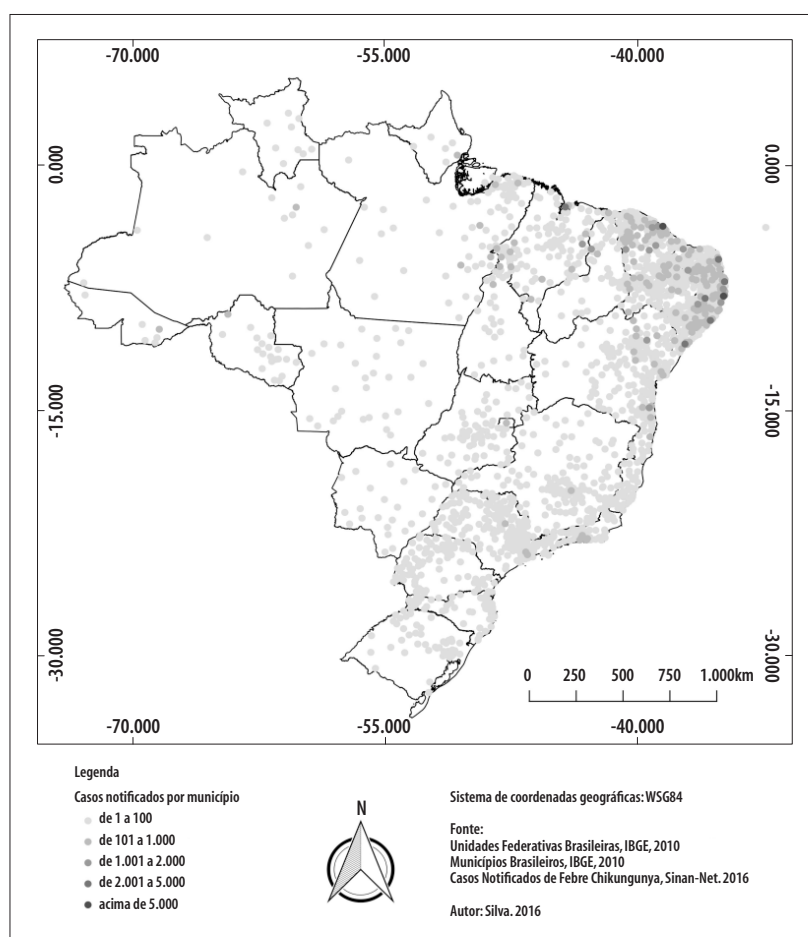 -70.000 -55.000 -40.000
0.000 0.000
-15.000 -15.000
-30.000 -30.000
0 250 500 750 1.000km
-70.000 -55.000 -40.000
Legenda
Casos notificados por município
de 1 a 100
de 101 a 1.000
de 1.001 a 2.000
de 2.001 a 5.000
acima de 5.000
N
Sistema de coordenadas geográficas: WSG84
Fonte:
Unidades Federativas Brasileiras, IBGE, 2010
Municípios Brasileiros, IBGE, 2010
Casos Notificados de Febre Chikungunya, Sinan-Net. 2016
Autor: Silva. 2016